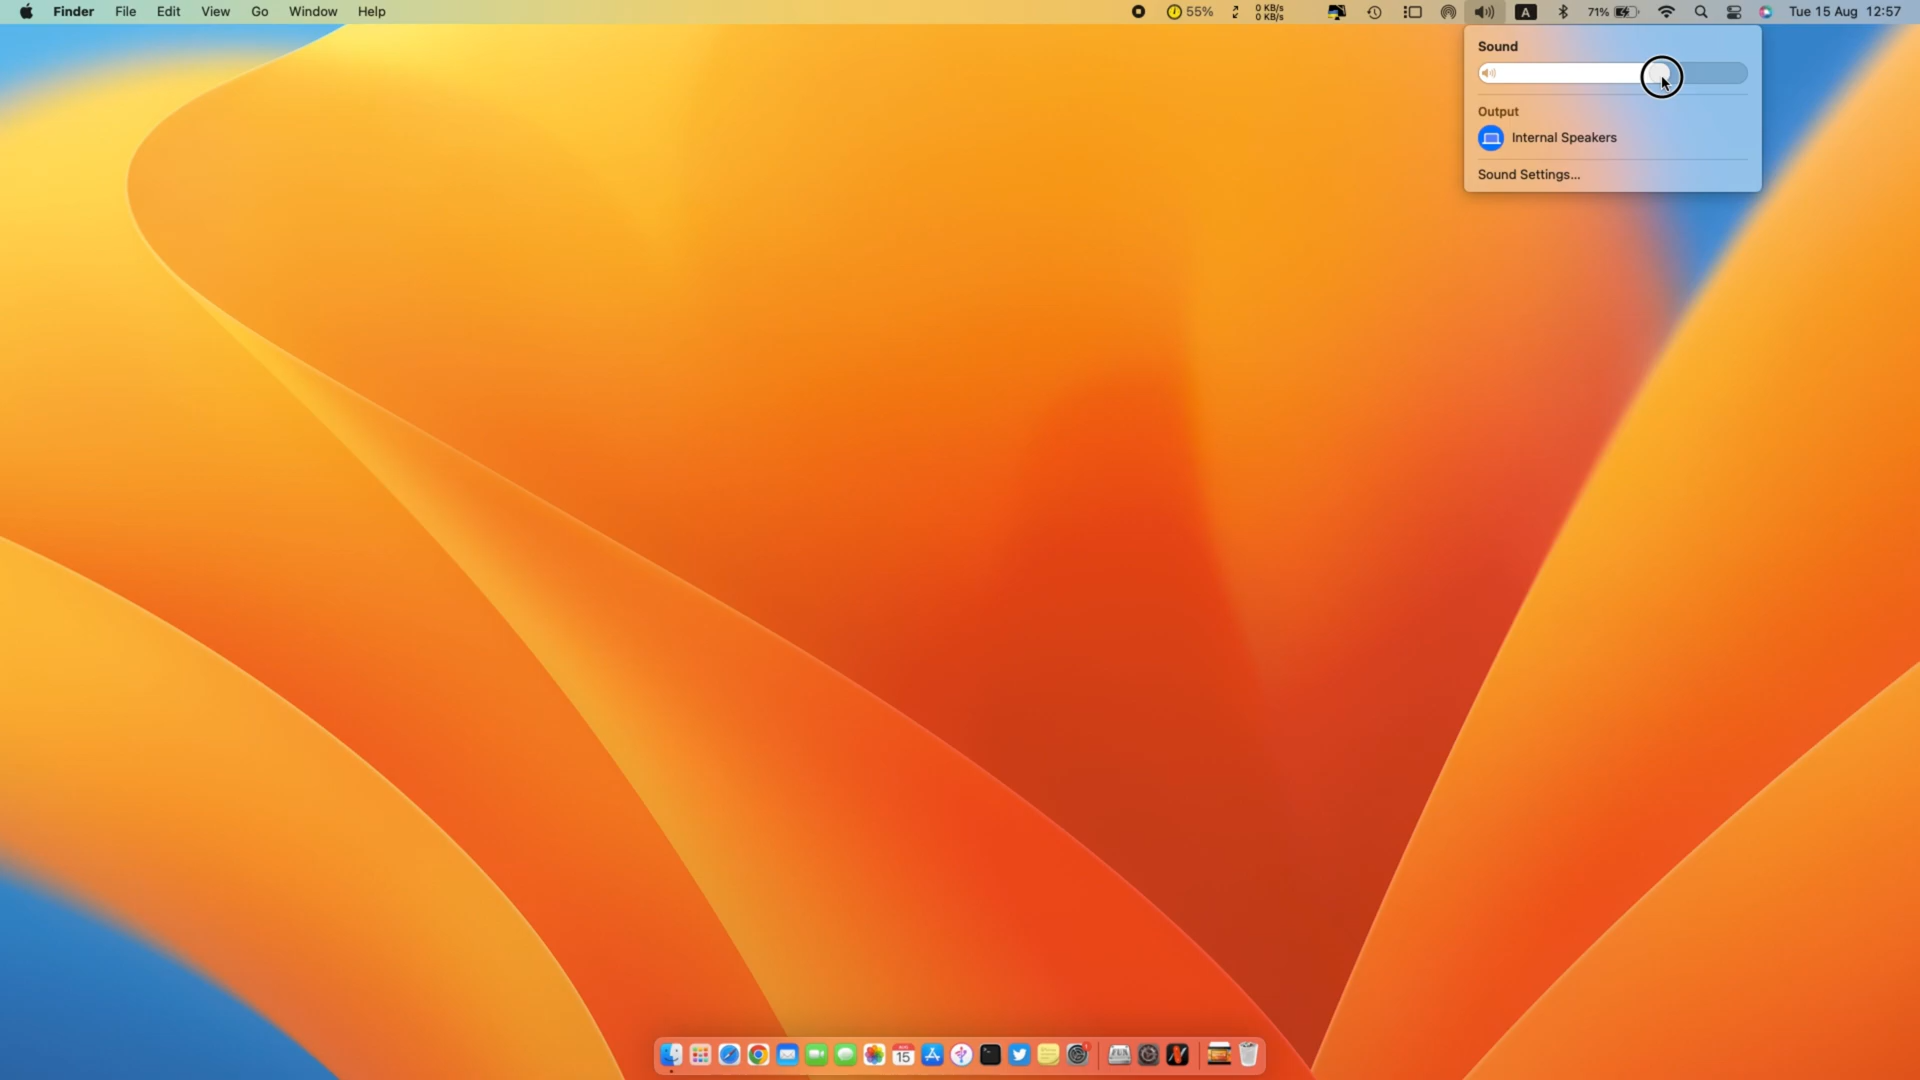 Finder File Edit View Go Window Help 55% 0 KB/s 0 KB/s A 71% Tue 15 Aug 12:57
Sound
Output
Internal Speakers
Sound Settings...
15